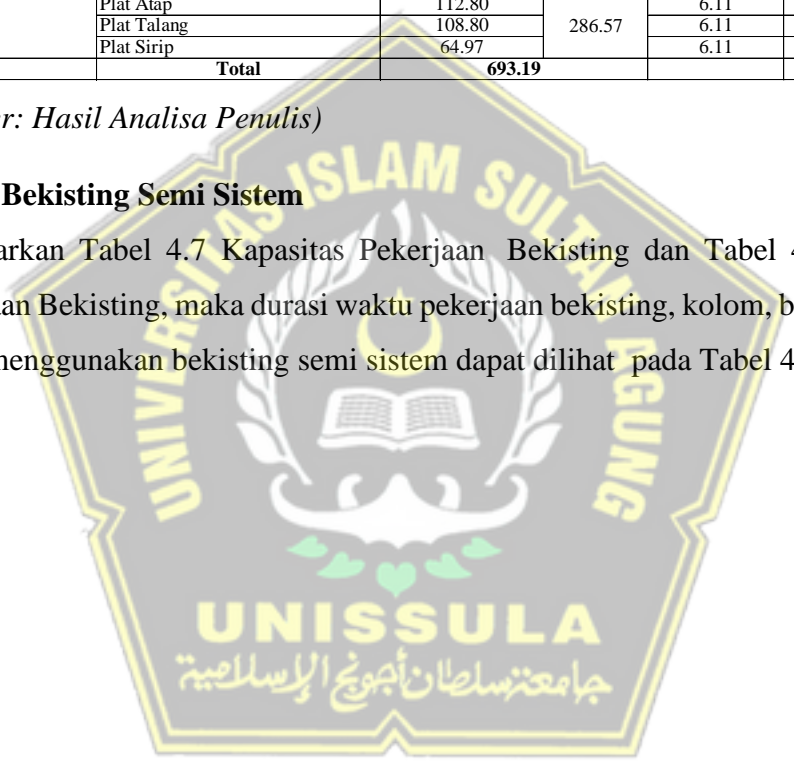 Plat Atap 112.80 6.11
Plat Talang 108.80 286.57 6.11
Plat Sirip 64.97 6.11
Total 693.19
r: Hasil Analisa Penulis)
Bekisting Semi Sistem
arkan Tabel 4.7 Kapasitas Pekerjaan Bekisting dan Tabel 4
an Bekisting, maka durasi waktu pekerjaan bekisting, kolom, b
menggunakan bekisting semi sistem dapat dilihat pada Tabel 4
UNIVERSITAS ISLAM SULTAN AGUNG
UNISSULA
جامعة سلطان أجونج الإسلامية